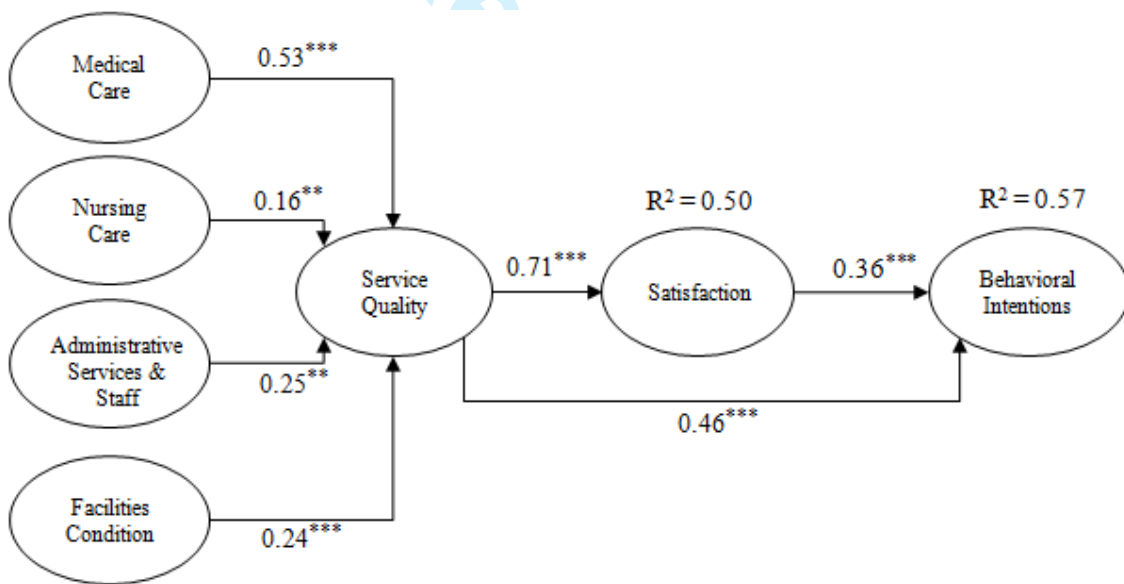 Medical
Care
0.53***
Nursing
Care
0.16**
Administrative
Services &
Staff
0.25**
Facilities
Condition
0.24***
Service
Quality
0.71***
R² = 0.50
Satisfaction
0.36***
R² = 0.57
Behavioral
Intentions
0.46***